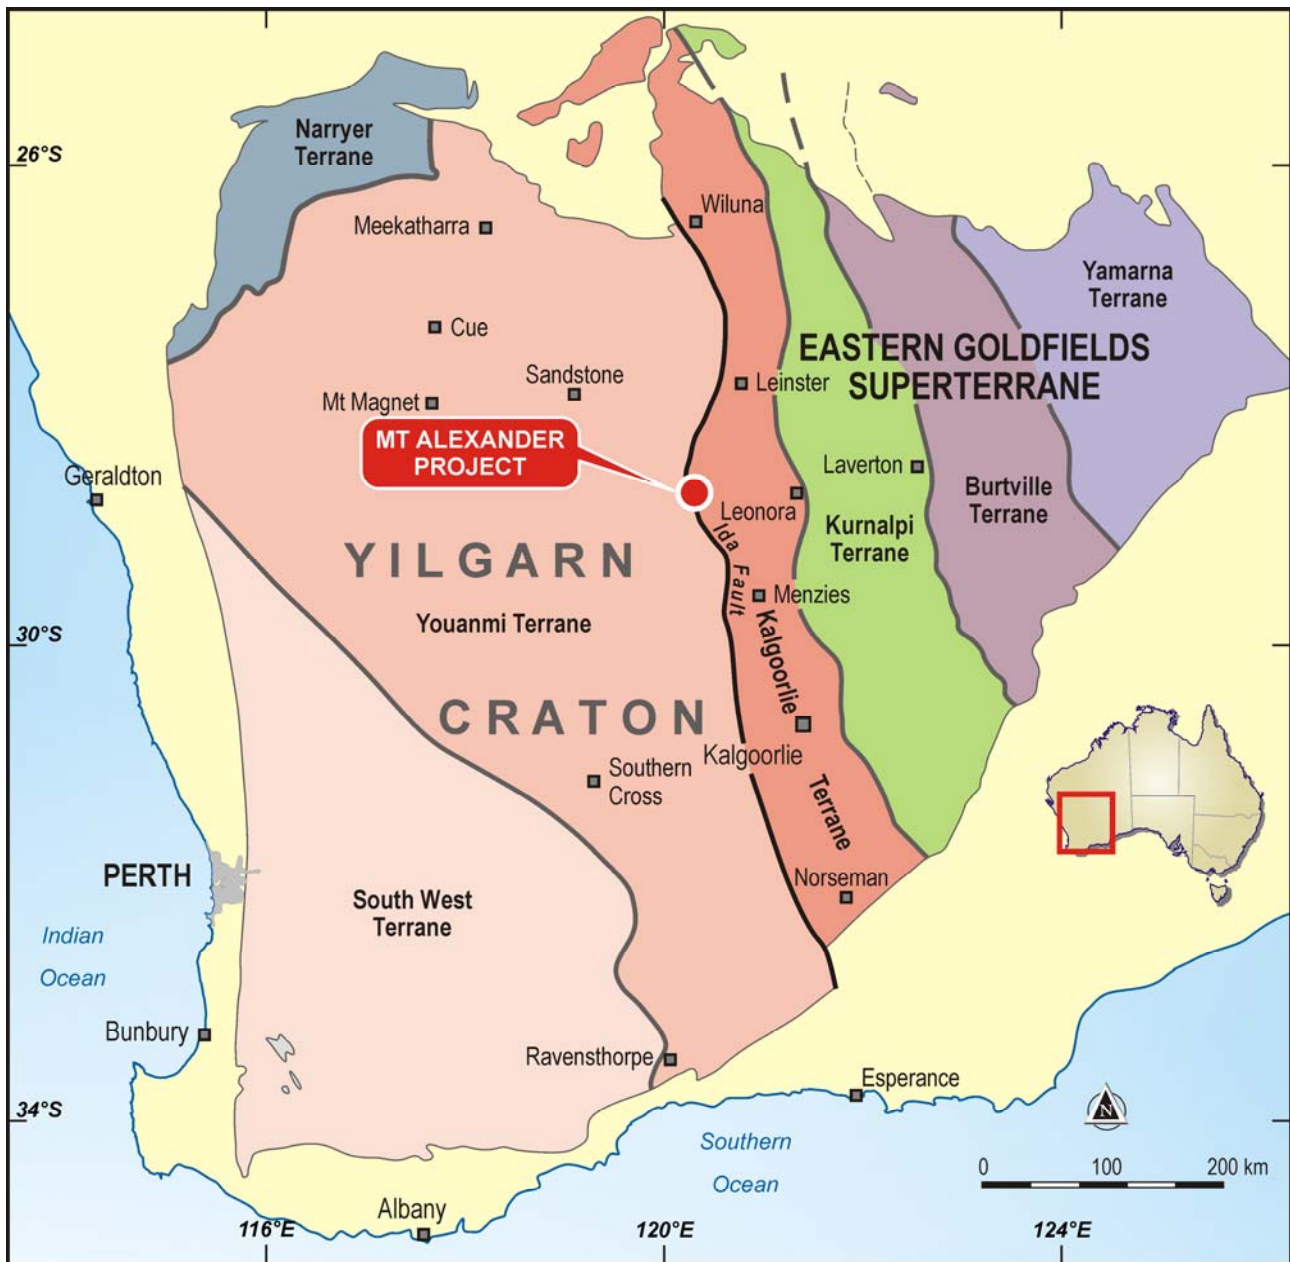 Narryer
Terrane
26°S
Wiluna
Meekatharra
Yamarna
Terrane
Cue
EASTERN GOLDFIELDS
SUPERTERRANE
Sandstone
Leinster
Mt Magnet
MT ALEXANDER
PROJECT
Geraldton
Laverton
Burtville
Terrane
Leonora
Kurnalpi
Terrane
Ida Fault
YILGARN
Menzies
Youanmi Terrane
30°S
Kalgoorlie
Terrane
CRATON
Kalgoorlie
Southern
Cross
PERTH
Norseman
South West
Terrane
Indian
Ocean
Bunbury
Ravensthorpe
Esperance
34°S
N
Southern
Ocean
0 100 200 km
Albany
116°E
120°E
124°E